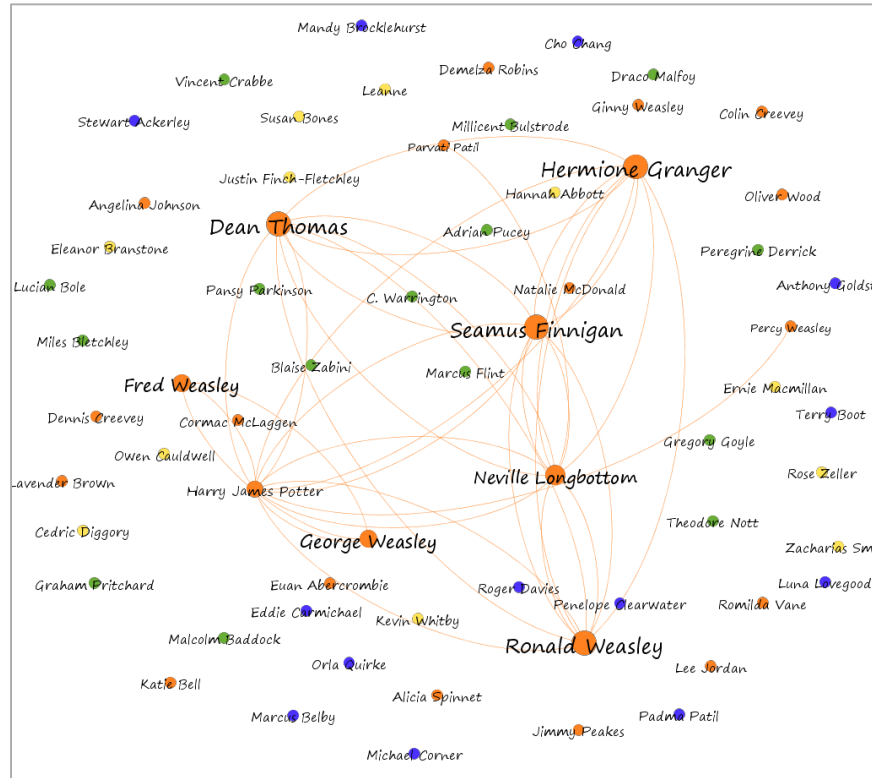 Mandy Brocklehurst
Cho Chang
Demelza Robins
Vincent Crabbe
Draco Malfoy
Leanne
Ginny Weasley
Colin Creevey
Susan Bones
Stewart Ackerley
Millicent Bulstrode
Parvati Patil
Hermione Granger
Justin Finch-Fletchley
Hannah Abbott
Oliver Wood
Angelina Johnson
Dean Thomas
Adrian Pucey
Eleanor Branstone
Peregrine Derrick
Lucian Bole
Pansy Parkinson
Anthony Goldst
Natalie McDonald
C. Warrington
Seamus Finnigan
Percy Weasley
Miles Bletchley
Blaise Zabini
Marcus Flint
Fred Weasley
Ernie Macmillan
Dennis Creevey
Terry Boot
Cormac McLaggen
Gregory Goyle
Owen Cauldwell
Rose Zeller
Neville Longbottom
Lavender Brown
Harry James Potter
Theodore Nott
Cedric Diggory
George Weasley
Zacharias Sm
Graham Pritchard
Euan Abercrombie
Roger Davies
Luna Lovegood
Eddie Carmichael
Penelope Clearwater
Romilda Vane
Kevin Whitby
Malcolm Baddock
Ronald Weasley
Orla Quirke
Lee Jordan
Katie Bell
Alicia Spinnet
Marcus Belby
Padma Patil
Jimmy Peakes
Michael Corner